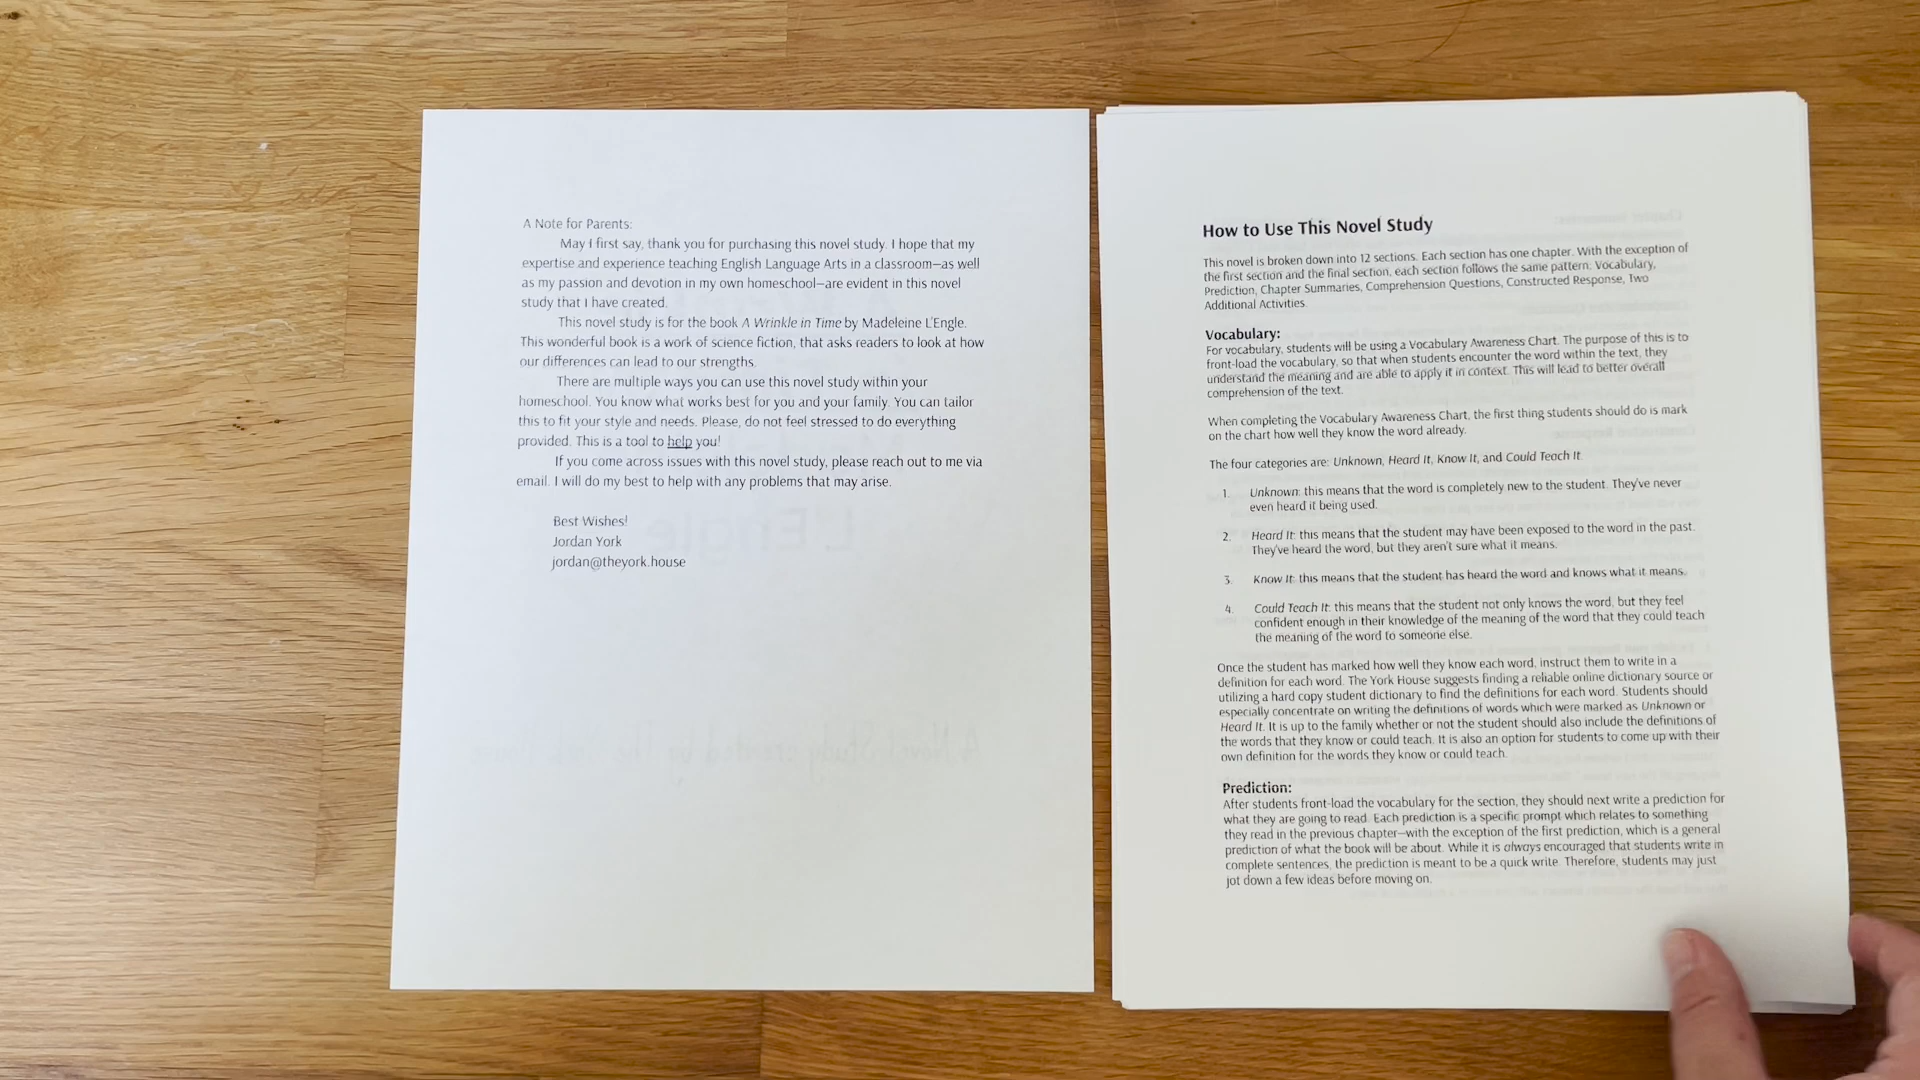 A Note for Parents:
May I first say, thank you for purchasing this novel study. I hope that my
expertise and experience teaching English Language Arts in a classroom—as well
as my passion and devotion in my own homeschool—are evident in this novel
study that I have created.
This novel study is for the book A Wrinkle in Time by Madeleine L'Engle.
This wonderful book is a work of science fiction, that asks readers to look at how
our differences can lead to our strengths.
There are multiple ways you can use this novel study within your
homeschool. You know what works best for you and your family. You can tailor
this to fit your style and needs. Please, do not feel stressed to do everything
provided. This is a tool to help you!
If you come across issues with this novel study, please reach out to me via
email. I will do my best to help with any problems that may arise.
Best Wishes!
Jordan York
jordan@theyork.house
How to Use This Novel Study
This novel is broken down into 12 sections. Each section has one chapter. With the exception of
the first section and the final section, each section follows the same pattern: Vocabulary,
Prediction, Chapter Summaries, Comprehension Questions, Constructed Response, Two
Additional Activities.
Vocabulary:
For vocabulary, students will be using a Vocabulary Awareness Chart. The purpose of this is to
front-load the vocabulary, so that when students encounter the word within the text, they
understand the meaning and are able to apply it in context. This will lead to better overall
comprehension of the text.
When completing the Vocabulary Awareness Chart, the first thing students should do is mark
on the chart how well they know the word already.
The four categories are: Unknown, Heard It, Know It, and Could Teach It.
1. Unknown: this means that the word is completely new to the student. They've never
even heard it being used.
2. Heard It: this means that the student may have been exposed to the word in the past.
They've heard the word, but they aren't sure what it means.
3. Know It: this means that the student has heard the word and knows what it means.
4. Could Teach It: this means that the student not only knows the word, but they feel
confident enough in their knowledge of the meaning of the word that they could teach
the meaning of the word to someone else.
Once the student has marked how well they know each word, instruct them to write in a
definition for each word. The York House suggests finding a reliable online dictionary source or
utilizing a hard copy student dictionary to find the definitions for each word. Students should
especially concentrate on writing the definitions of words which were marked as Unknown or
Heard It. It is up to the family whether or not the student should also include the definitions of
the words that they know or could teach. It is also an option for students to come up with their
own definition for the words they know or could teach.
Prediction:
After students front-load the vocabulary for the section, they should next write a prediction for
what they are going to read. Each prediction is a specific prompt which relates to something
they read in the previous chapter—with the exception of the first prediction, which is a general
prediction of what the book will be about. While it is always encouraged that students write in
complete sentences, the prediction is meant to be a quick write. Therefore, students may just
jot down a few ideas before moving on.